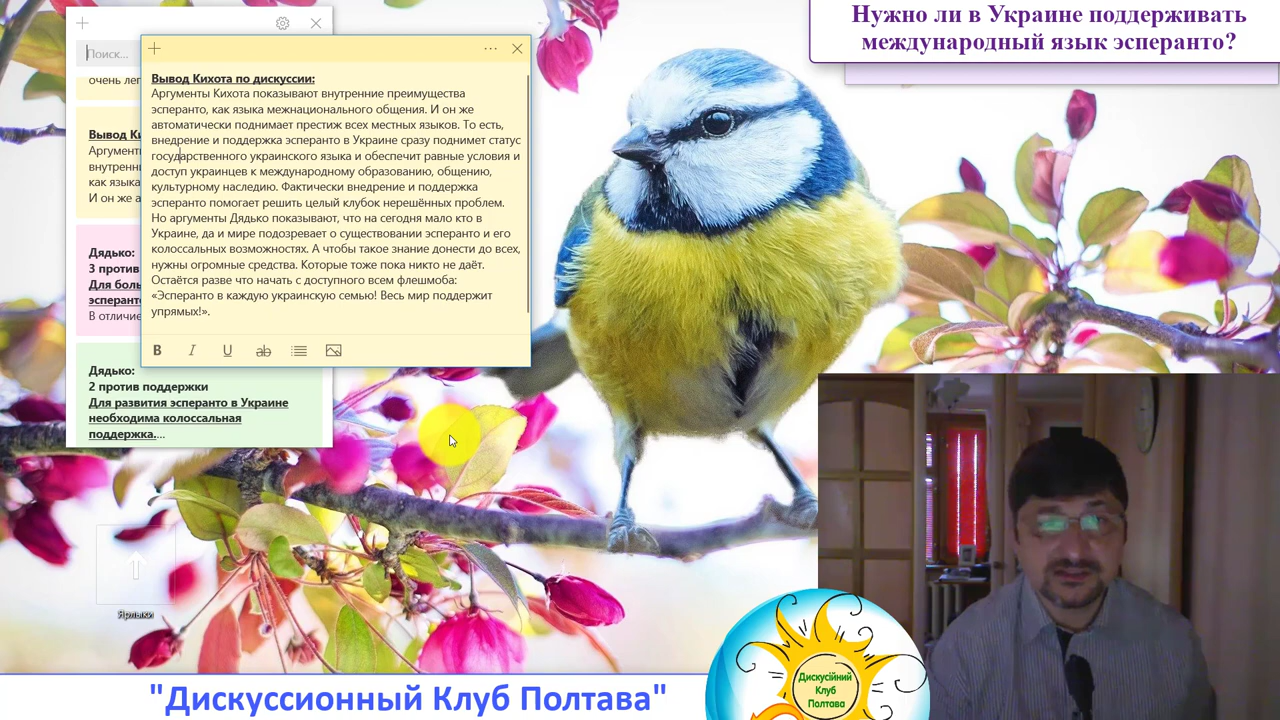 Нужно ли в Украине поддерживать
международный язык эсперанто?
Поиск...
очень лег
Вывод Ки
Аргумент
внутренн
как языка
И он же а
Дядько:
3 против
Для боль
эсперант
В отличие
Дядько:
2 против поддержки
Для развития эсперанто в Украине
необходима колоссальная
поддержка....
Вывод Кихота по дискуссии:
Аргументы Кихота показывают внутренние преимущества
эсперанто, как языка межнационального общения. И он же
автоматически поднимает престиж всех местных языков. То есть,
внедрение и поддержка эсперанто в Украине сразу поднимет статус
государственного украинского языка и обеспечит равные условия и
доступ украинцев к международному образованию, общению,
культурному наследию. Фактически внедрение и поддержка
эсперанто помогает решить целый клубок нерешённых проблем.
Но аргументы Дядько показывают, что на сегодня мало кто в
Украине, да и мире подозревает о существовании эсперанто и его
колоссальных возможностях. А чтобы такое знание донести до всех,
нужны огромные средства. Которые тоже пока никто не даёт.
Остаётся разве что начать с доступного всем флешмоба:
«Эсперанто в каждую украинскую семью! Весь мир поддержит
упрямых!».
B I U ab
Ярлыки
"Дискуссионный Клуб Полтава"
Дискусійний
Клуб
Полтава